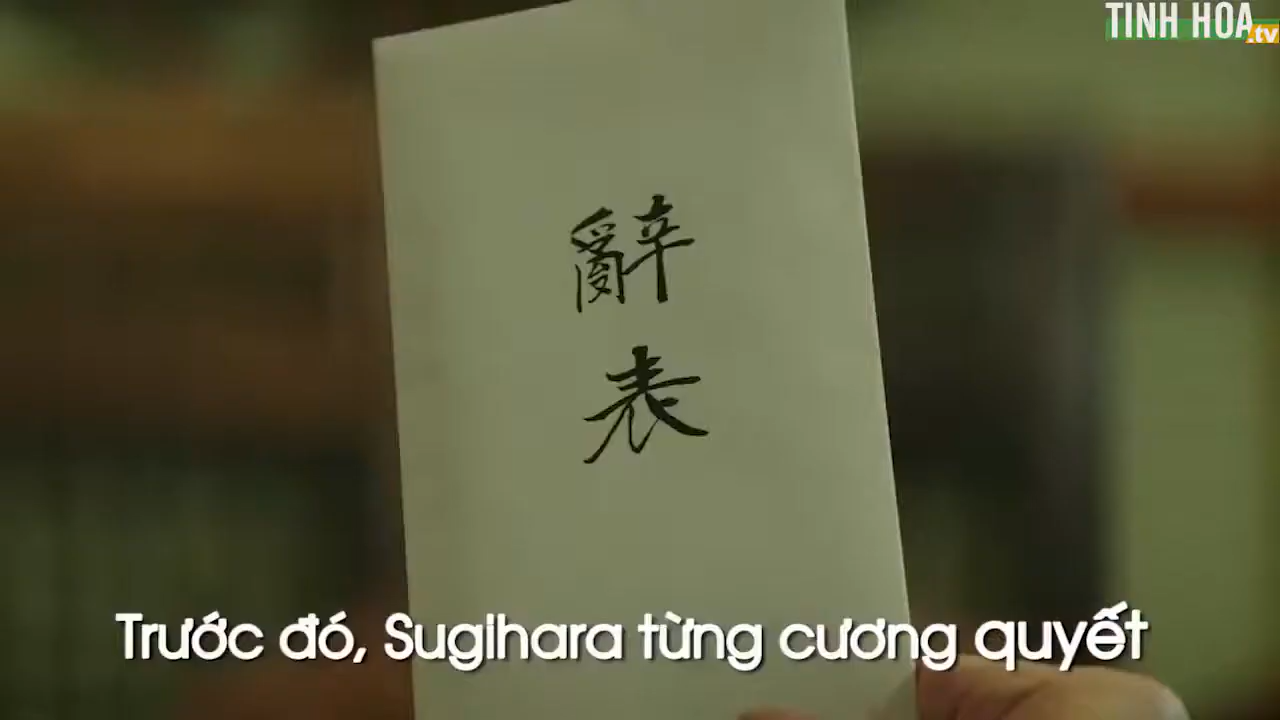 TINH HOA
.tv
辭
表
Trước đó, Sugihara từng cương quyết